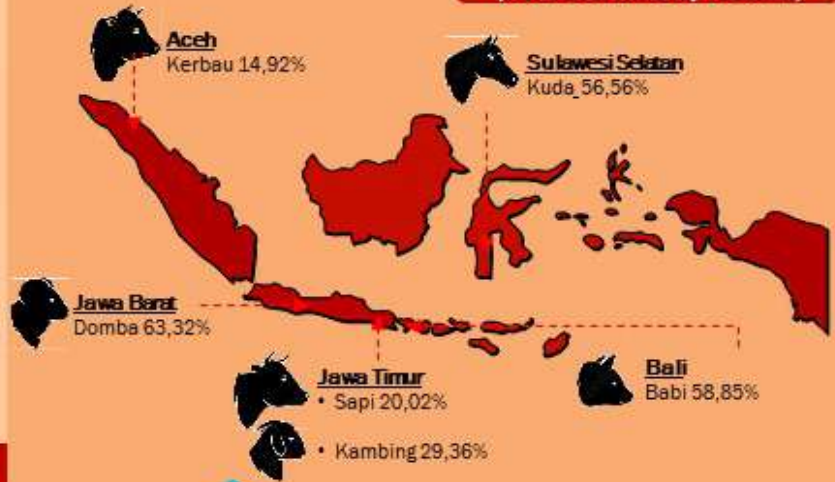 Aceh
Kerbau 14,92%
Sulawesi Selatan
Kuda 56,56%
Jawa Barat
Domba 63,32%
Jawa Timur
• Sapi 20,02%
• Kambing 29,36%
Bali
Babi 58,85%